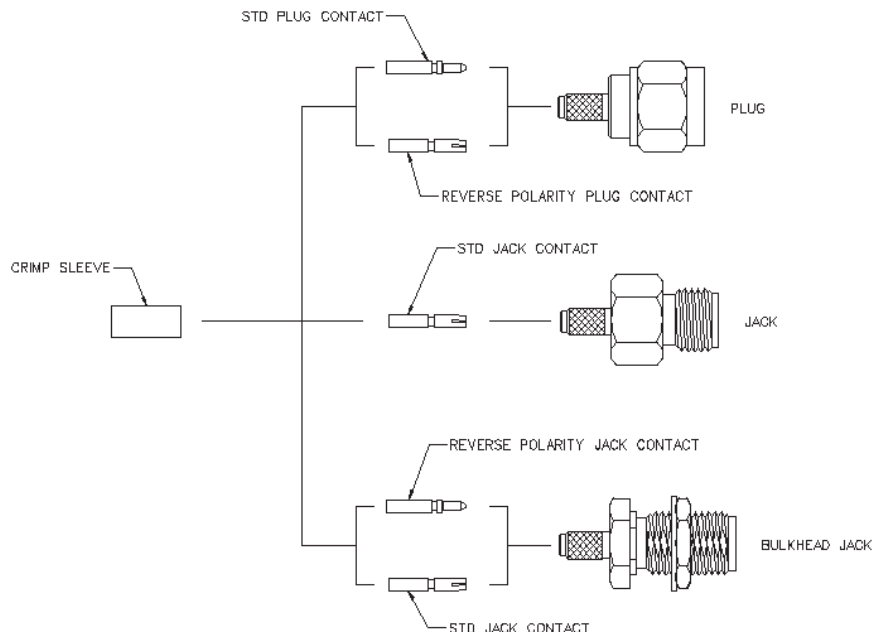 STD PLUG CONTACT
PLUG
REVERSE POLARITY PLUG CONTACT
STD JACK CONTACT
CRIMP SLEEVE
JACK
REVERSE POLARITY JACK CONTACT
BULKHEAD JACK
STD JACK CONTACT